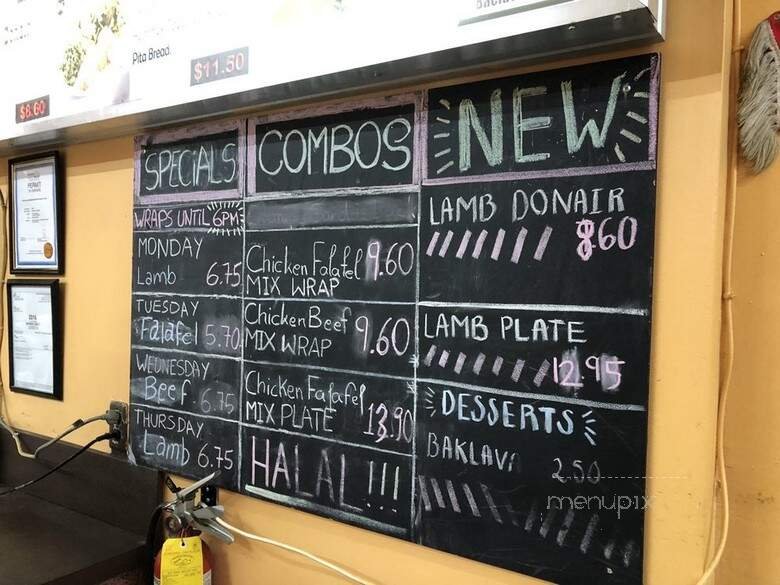 Pita Bread.
$11.50
$8.60
SPECIALS
WRAPS UNTIL 6PM
MONDAY
Lamb 6.75
TUESDAY
Falafel 5.70
WEDNESDAY
Beef 6.75
THURSDAY
Lamb 6.75
COMBOS
Chicken Falafel 9.60
MIX WRAP
Chicken Beef 9.60
MIX WRAP
Chicken Falafel
MIX PLATE 13.90
HALAL!!!
NEW
LAMB DONAIR
8.60
LAMB PLATE
12.95
DESSERTS
BAKLAVA 2.50
menupix